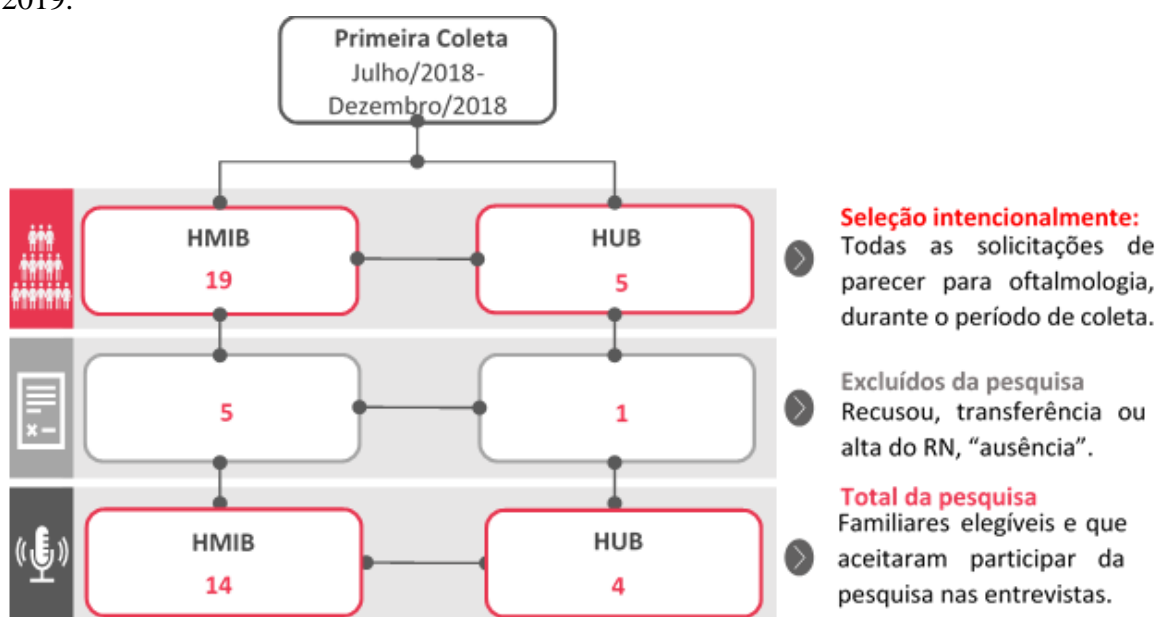 2019.
Primeira Coleta
Julho/2018-
Dezembro/2018
HMIB
19
HUB
5
Seleção intencionalmente:
Todas as solicitações de
parecer para oftalmologia,
durante o período de coleta.
5
1
Excluídos da pesquisa
Recusou, transferência ou
alta do RN, “ausência”.
HMIB
14
HUB
4
Total da pesquisa
Familiares elegíveis e que
aceitaram participar da
pesquisa nas entrevistas.